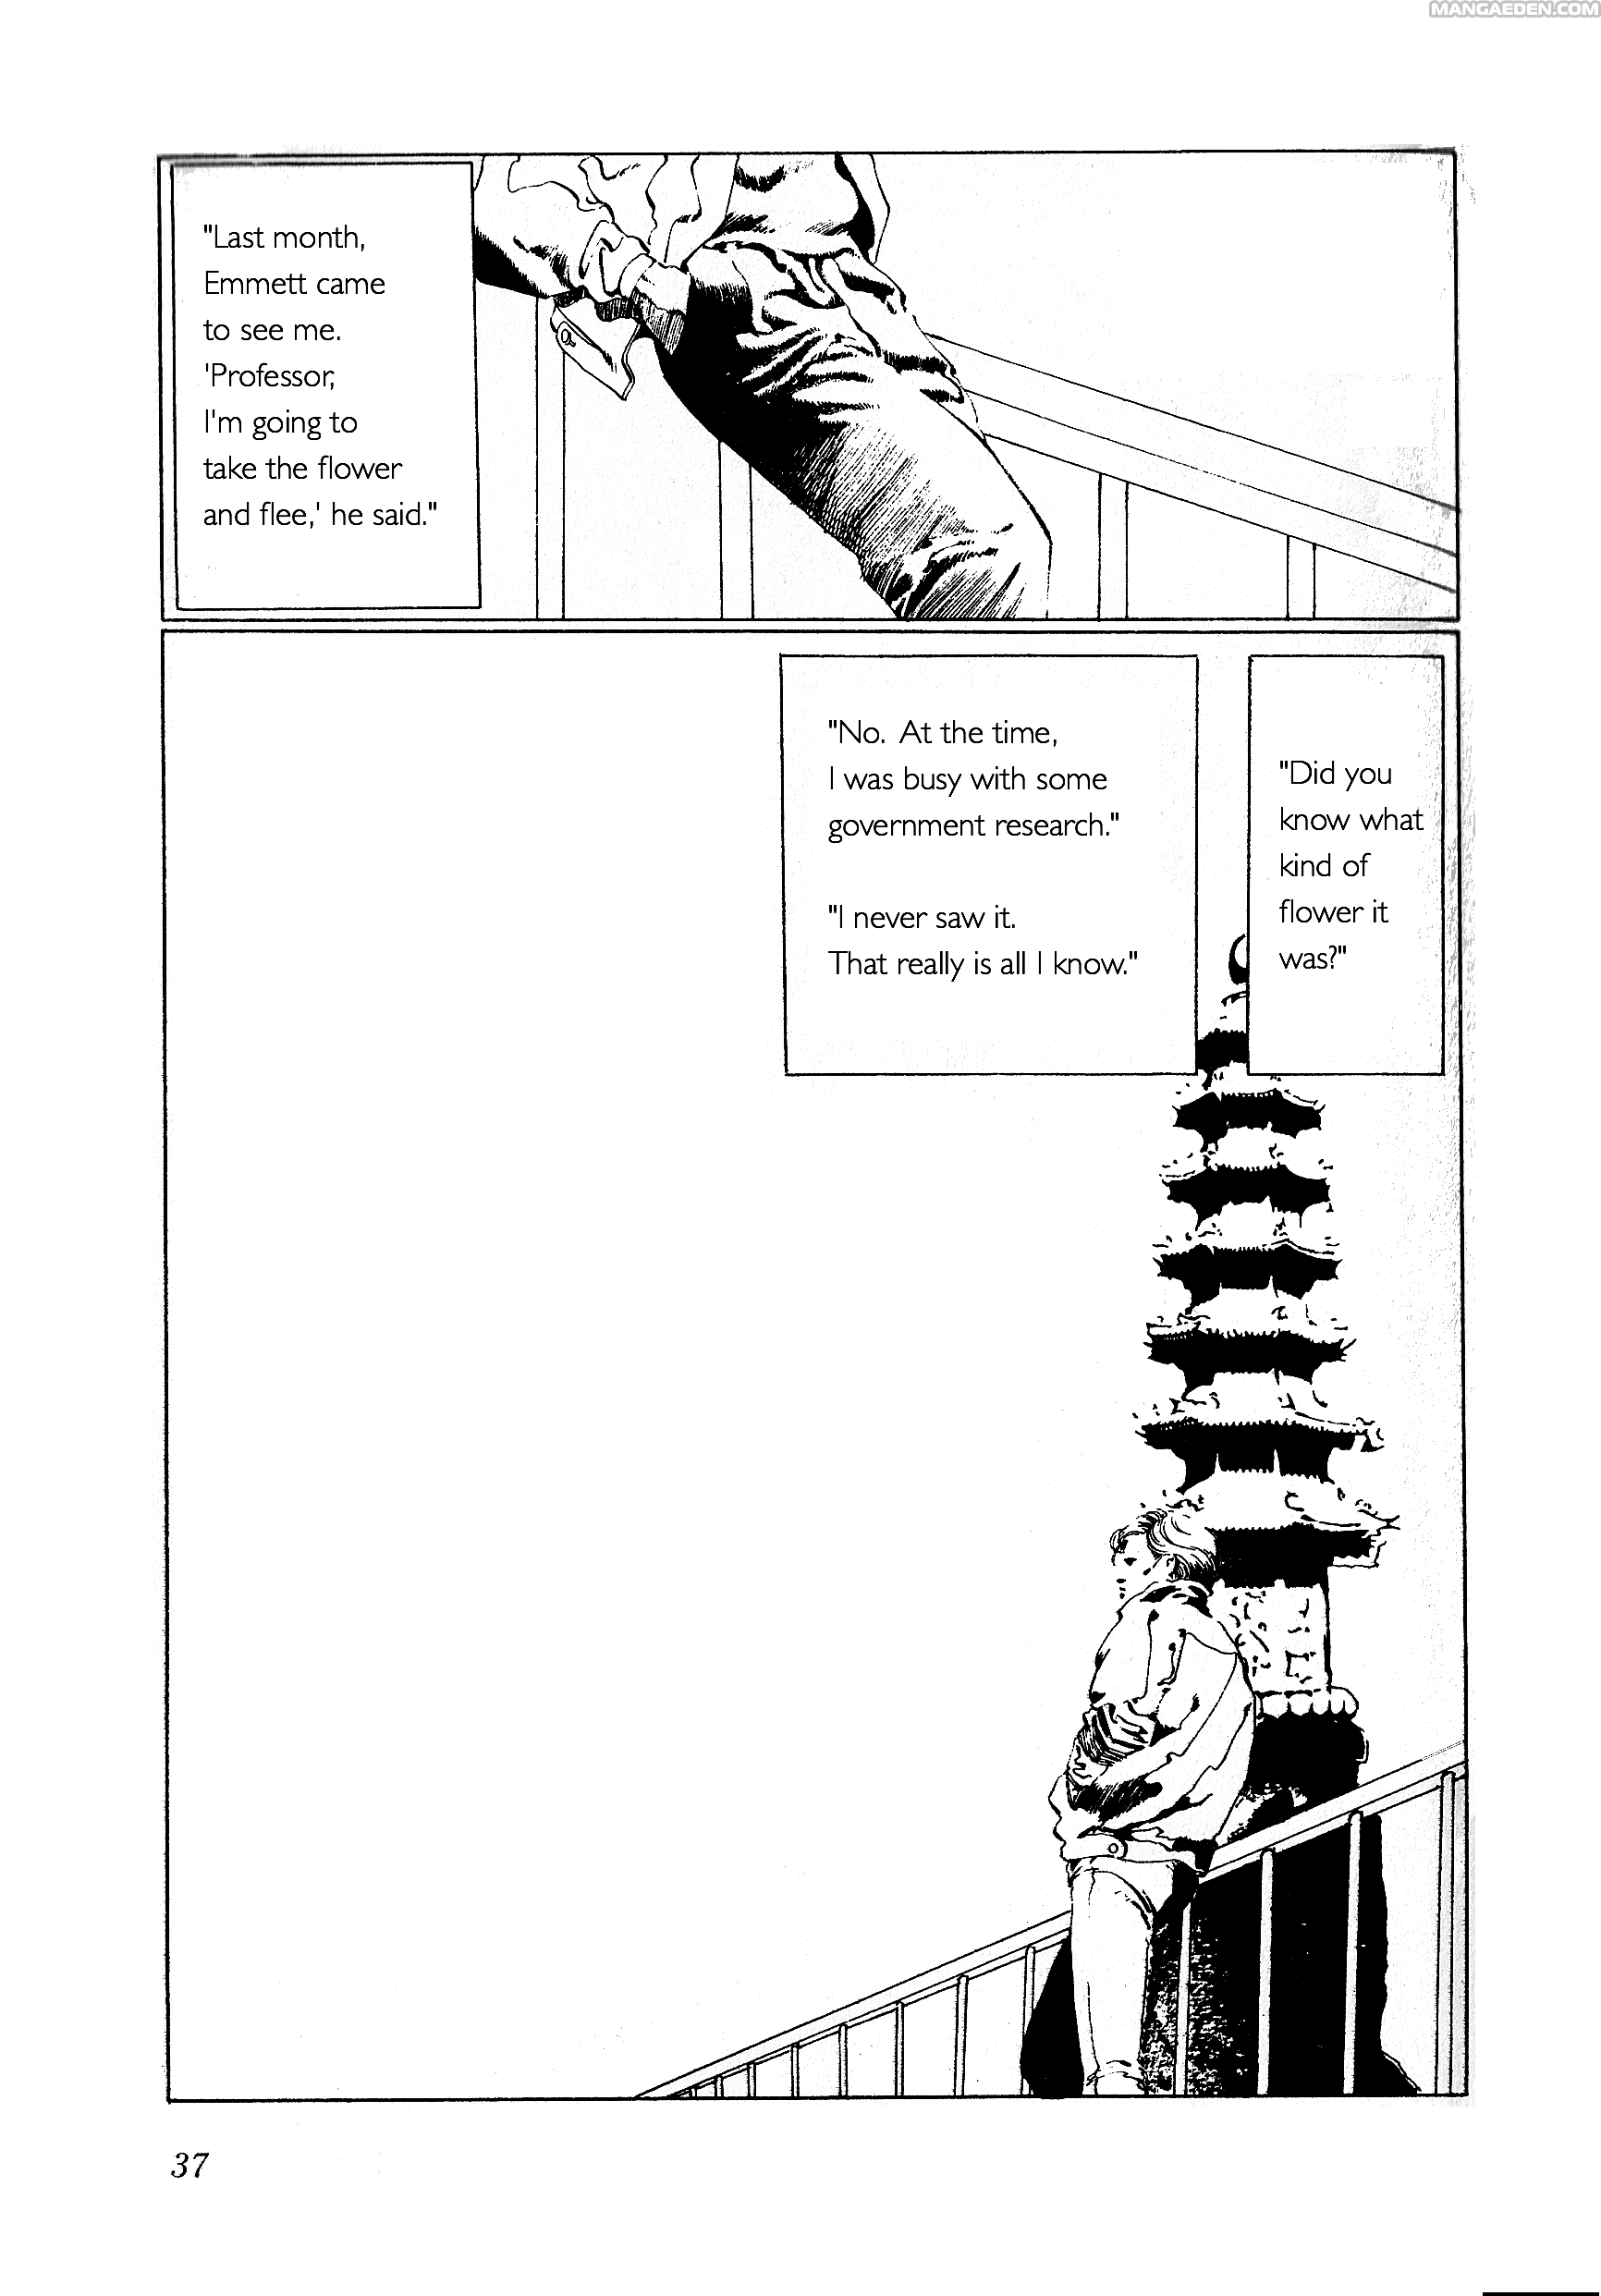 MANGAEDEN.COM
"Last month,
Emmett came
to see me.
'Professor,
I'm going to
take the flower
and flee,' he said."
"Did you
know what
kind of
flower it
was?"
"No. At the time,
I was busy with some
government research."
"I never saw it.
That really is all I know."
37